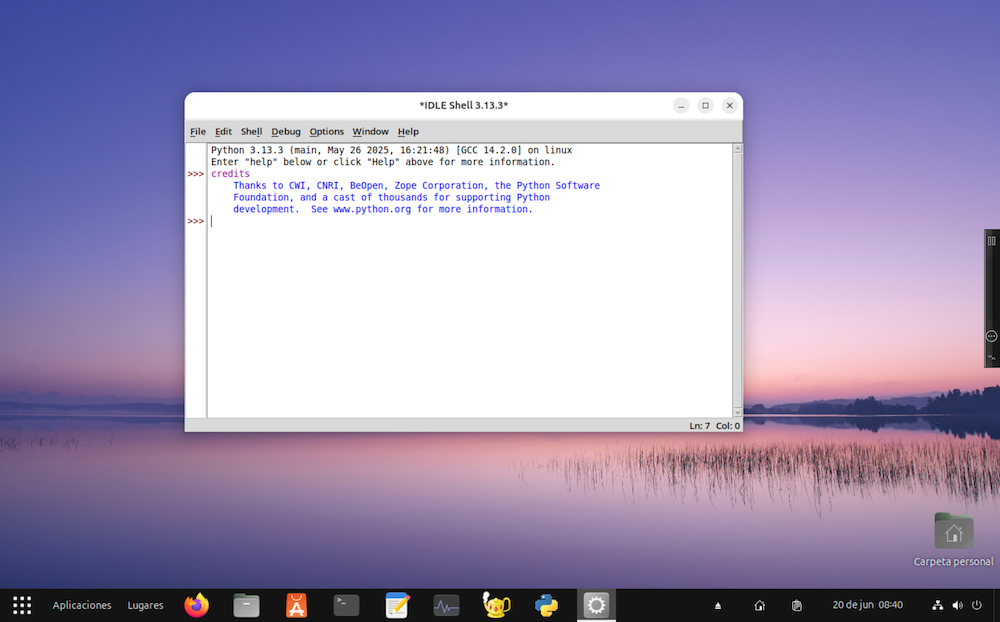 *IDLE Shell 3.13.3*
File Edit Shell Debug Options Window Help
Python 3.13.3 (main, May 26 2025, 16:21:48) [GCC 14.2.0] on linux
Enter "help" below or click "Help" above for more information.
>>> credits
Thanks to CWI, CNRI, BeOpen, Zope Corporation, the Python Software
Foundation, and a cast of thousands for supporting Python
development.  See www.python.org for more information.
>>>
Ln: 7 Col: 0
Carpeta personal
Aplicaciones Lugares 20 de jun 08:40